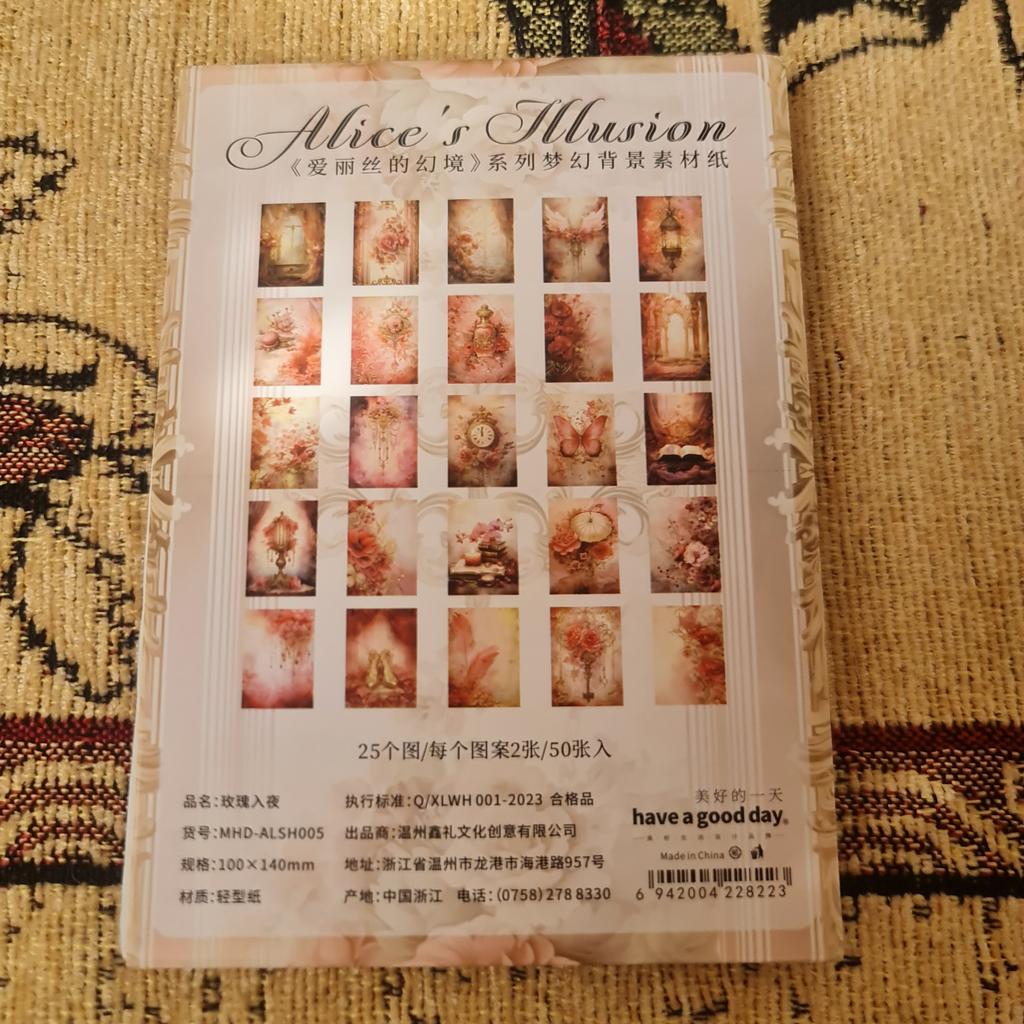 Alice's Illusion
《爱丽丝的幻境》系列梦幻背景素材纸
25个图/每个图案2张/50张入
品名:玫瑰入夜
货号:MHD-ALSH005
规格:100×140mm
材质:轻型纸
执行标准:Q/XLWH 001-2023 合格品
出品商:温州鑫礼文化创意有限公司
地址:浙江省温州市龙港市海港路957号
产地:中国浙江 电话:(0758) 278 8330
美好的一天
have a good day®
Made in China
6 942004 228223